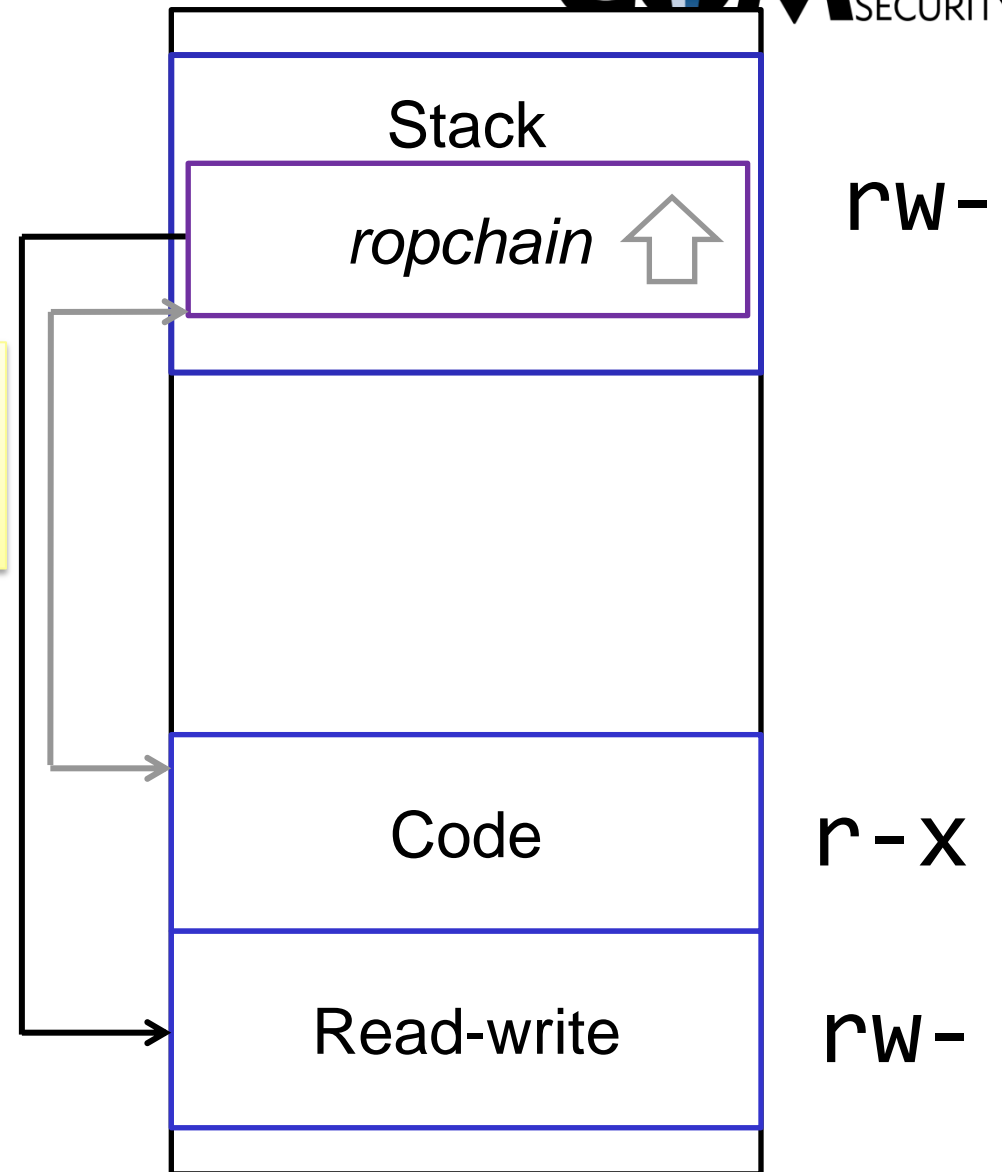 SECURITY
Stack
rw-
ropchain
Code
r-x
Read-write
rw-